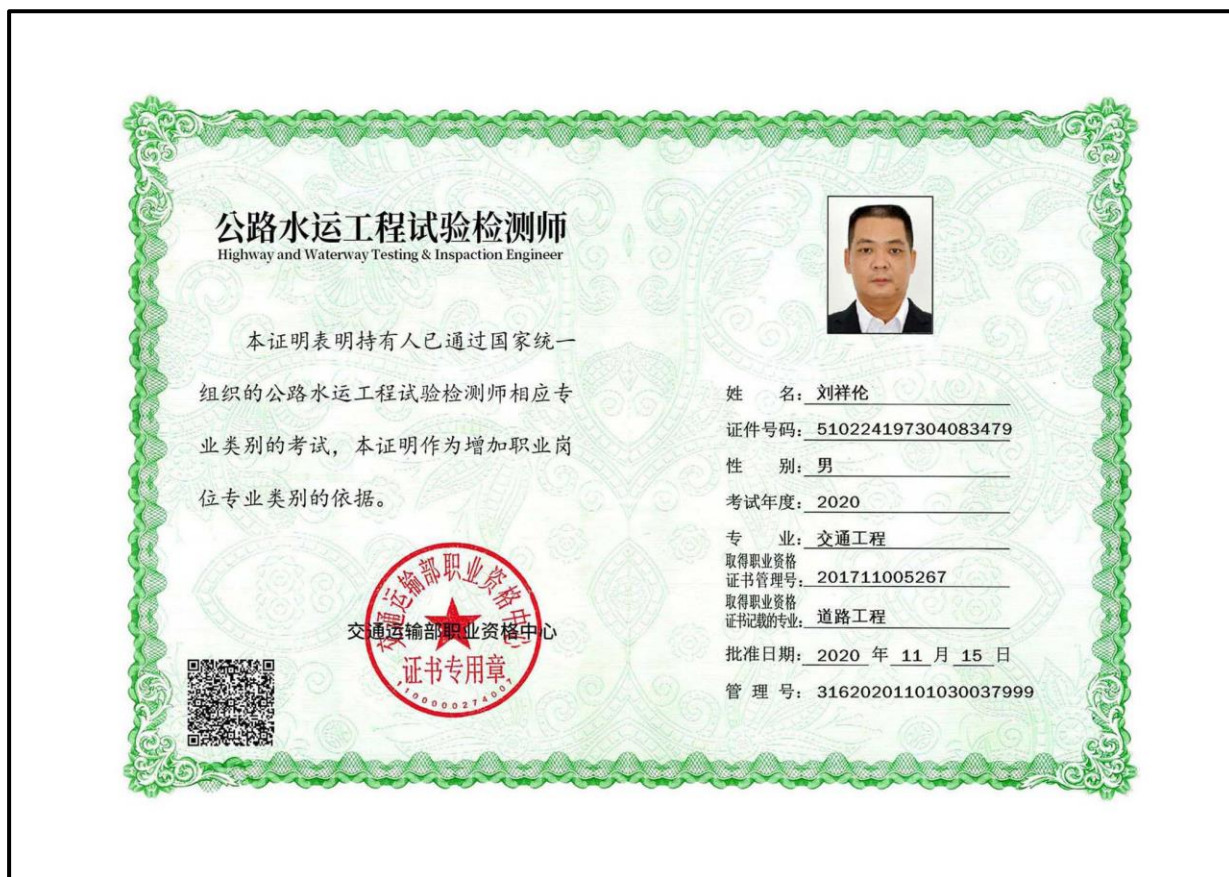 公路水运工程试验检测师
Highway and Waterway Testing & Inspaction Engineer
本证明表明持有人已通过国家统一
组织的公路水运工程试验检测师相应专
业类别的考试，本证明作为增加职业岗
位专业类别的依据。
交通运输部职业资格中心
交通运输部职业资格中心
证书专用章
1100000274007
姓 名：刘祥伦
证件号码：510224197304083479
性 别：男
考试年度：2020
专 业：交通工程
取得职业资格
证书管理号：201711005267
取得职业资格
证书记载的专业：道路工程
批准日期：2020 年 11 月 15 日
管 理 号：31620201101030037999